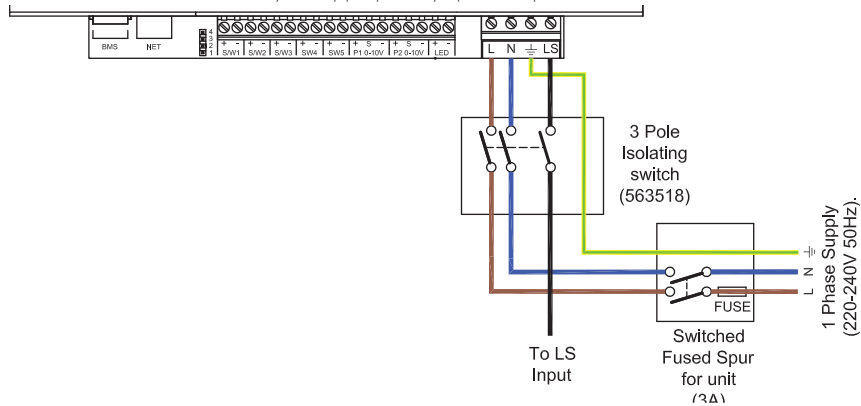 BMS
NET
4
3
2
1
+ - + - + - + - + - + S - + S - + -
S/W1 S/W2 S/W3 SW4 SW5 P1 0-10V P2 0-10V LED
L N LS
3 Pole
Isolating
switch
(563518)
L N
1 Phase Supply
(220-240V 50Hz).
FUSE
Switched
Fused Spur
for unit
(3A)
To LS
Input